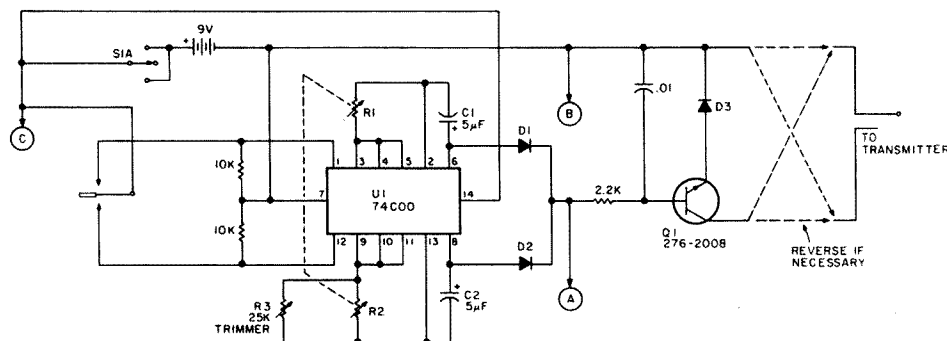 9V
S1A
+
C
R1
C1
5µF
+
B
.01
D3
D1
TO
TRANSMITTER
10K
1 3 4 5 2 6
7
U1
74C00
14
2.2K
10K
12 9 10 11 13 8
Q1
276-2008
D2
REVERSE IF
NECESSARY
R3
25K
TRIMMER
R2
+
C2
5µF
A